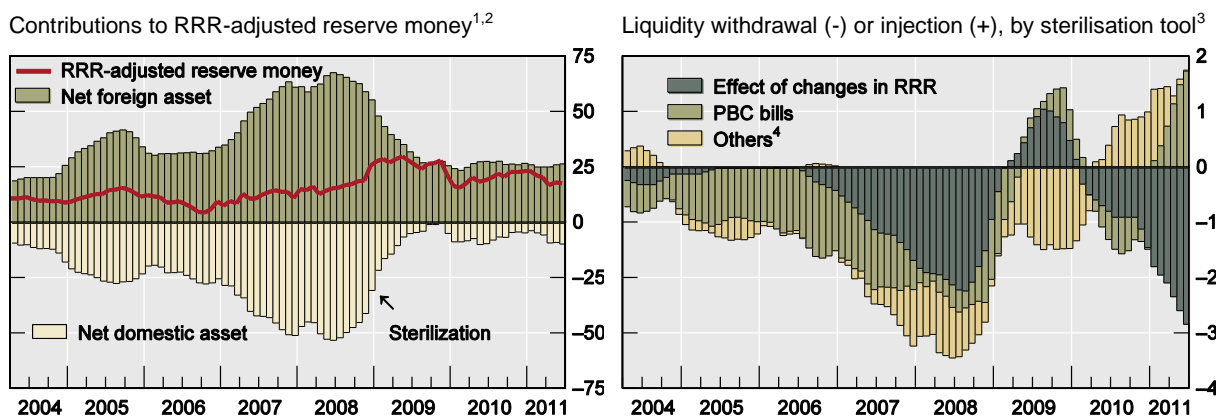 Contributions to RRR-adjusted reserve money1,2
RRR-adjusted reserve money
Net foreign asset
Net domestic asset
Sterilization
75
50
25
0
–25
–50
–75
2004 2005 2006 2007 2008 2009 2010 2011
Liquidity withdrawal (-) or injection (+), by sterilisation tool3
Effect of changes in RRR
PBC bills
Others4
2
1
0
–1
–2
–3
–4
2004 2005 2006 2007 2008 2009 2010 2011